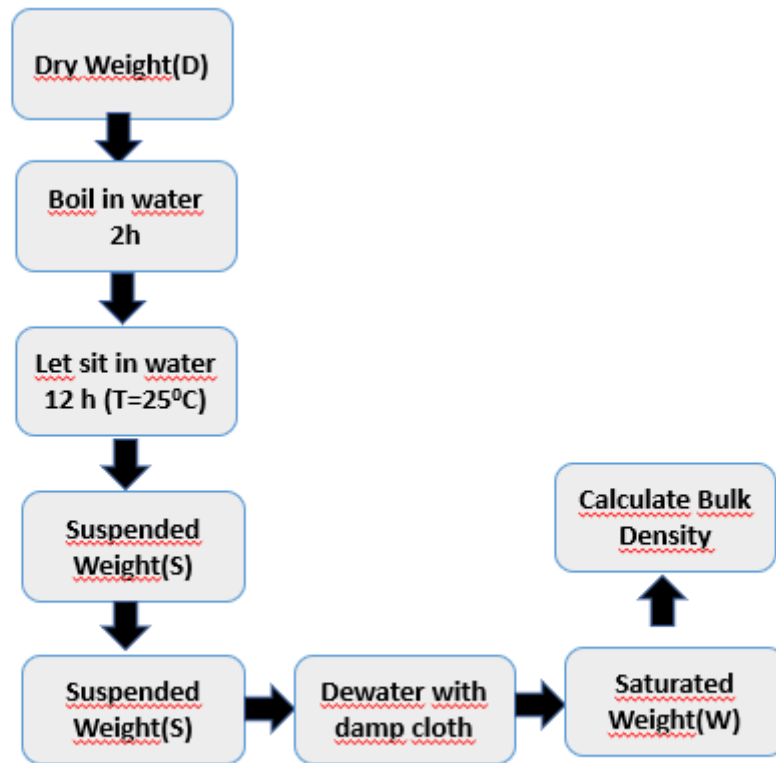 Dry Weight(D)
Boil in water
2h
Let sit in water
12 h (T=25⁰C)
Suspended
Weight(S)
Suspended
Weight(S)
Dewater with
damp cloth
Saturated
Weight(W)
Calculate Bulk
Density